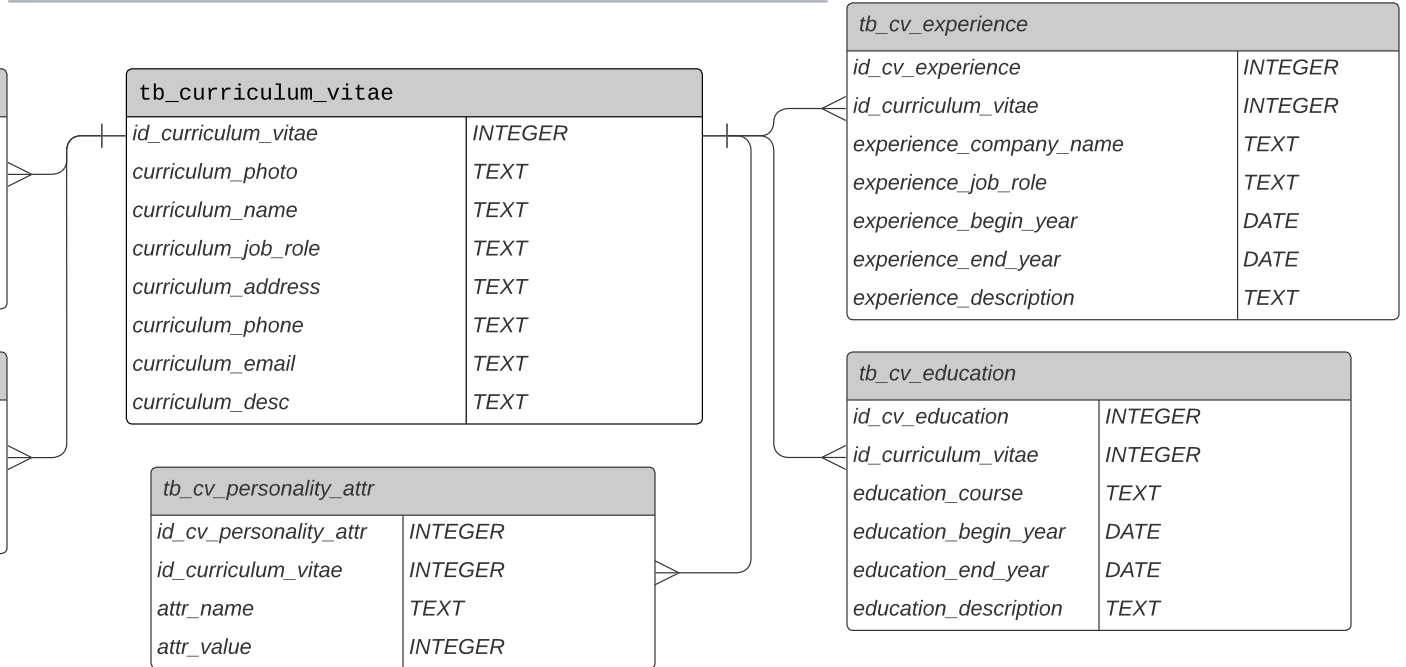 tb_curriculum_vitae
id_curriculum_vitae INTEGER
curriculum_photo TEXT
curriculum_name TEXT
curriculum_job_role TEXT
curriculum_address TEXT
curriculum_phone TEXT
curriculum_email TEXT
curriculum_desc TEXT
tb_cv_personality_attr
id_cv_personality_attr INTEGER
id_curriculum_vitae INTEGER
attr_name TEXT
attr_value INTEGER
tb_cv_experience
id_cv_experience INTEGER
id_curriculum_vitae INTEGER
experience_company_name TEXT
experience_job_role TEXT
experience_begin_year DATE
experience_end_year DATE
experience_description TEXT
tb_cv_education
id_cv_education INTEGER
id_curriculum_vitae INTEGER
education_course TEXT
education_begin_year DATE
education_end_year DATE
education_description TEXT